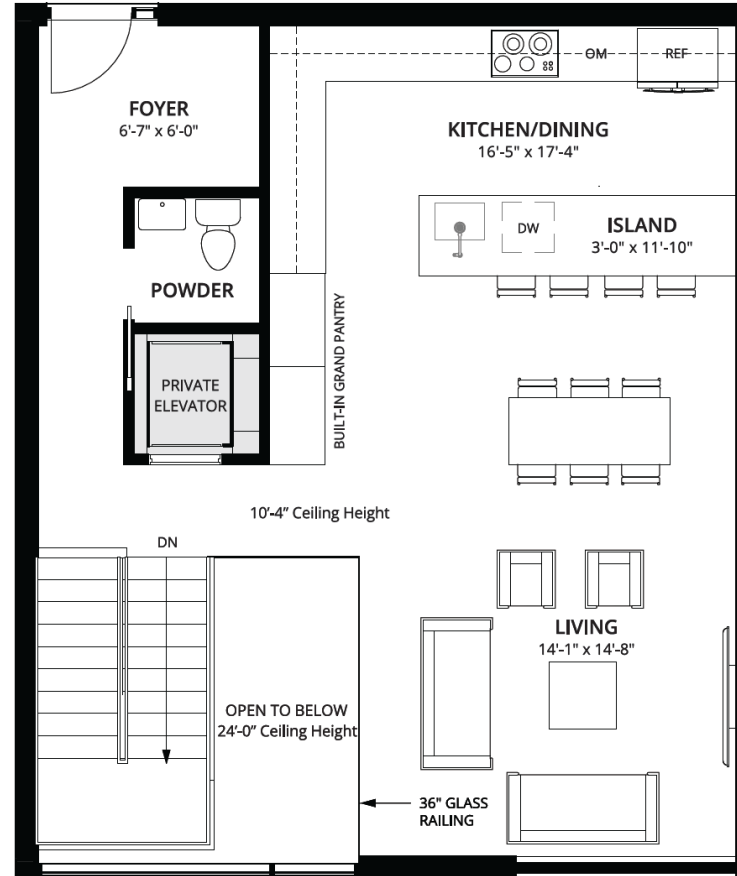 FOYER
6'-7" x 6'-0"
OM
REF
KITCHEN/DINING
16'-5" x 17'-4"
DW
ISLAND
3'-0" x 11'-10"
POWDER
BUILT-IN GRAND PANTRY
PRIVATE
ELEVATOR
10'-4" Ceiling Height
DN
LIVING
14'-1" x 14'-8"
OPEN TO BELOW
24'-0" Ceiling Height
36" GLASS
RAILING